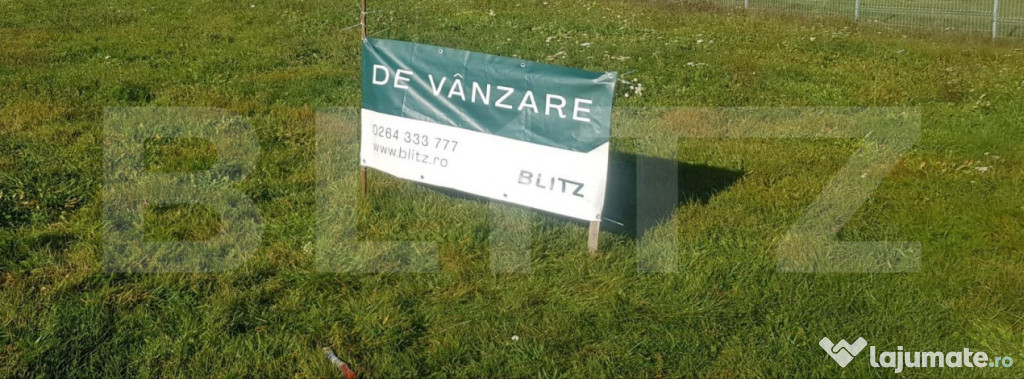 DE VÂNZARE
0264 333 777
www.blitz.ro
BLITZ
BLITZ
lajumate.ro